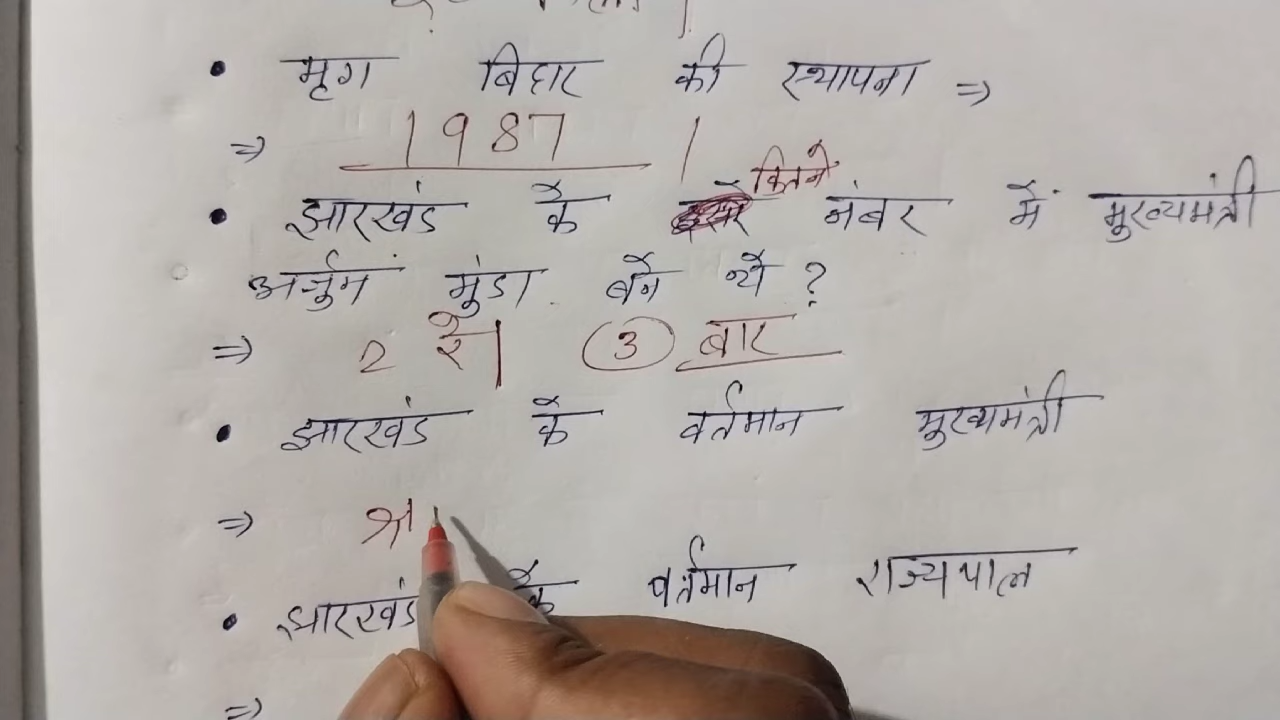 • मृग बिहार की स्थापना ⇒
⇒ 1987 |
कितने
• झारखंड के नंबर में मुख्यमंत्री
अर्जुम मुंडा बने थे ?
⇒ 2 रे | 3 बार
• झारखंड के वर्तमान मुख्यमंत्री
⇒ श्री
• झारखंड के वर्तमान राज्यपाल
⇒